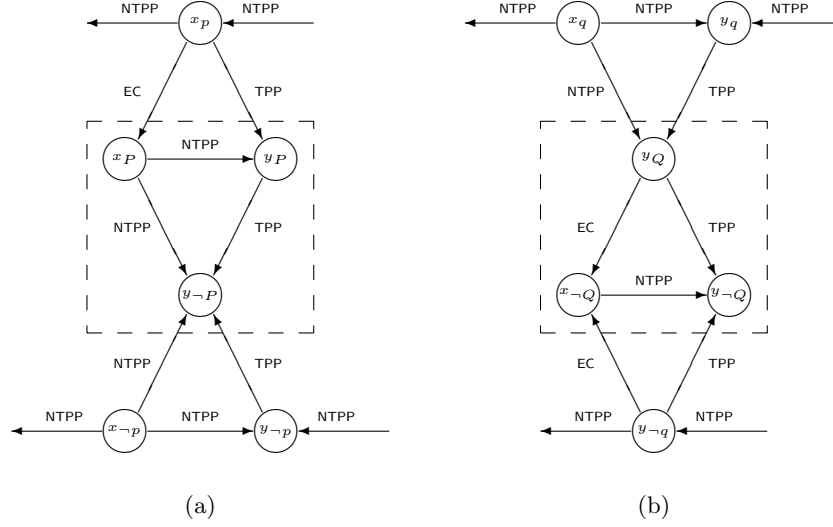 NTPP x_p NTPP NTPP x_q NTPP y_q NTPP
EC TPP NTPP TPP
x_P NTPP y_P y_Q
NTPP TPP EC TPP
y_¬P x_¬Q NTPP y_¬Q
NTPP TPP EC TPP
NTPP x_¬p NTPP y_¬p NTPP NTPP y_¬q NTPP
(a) (b)